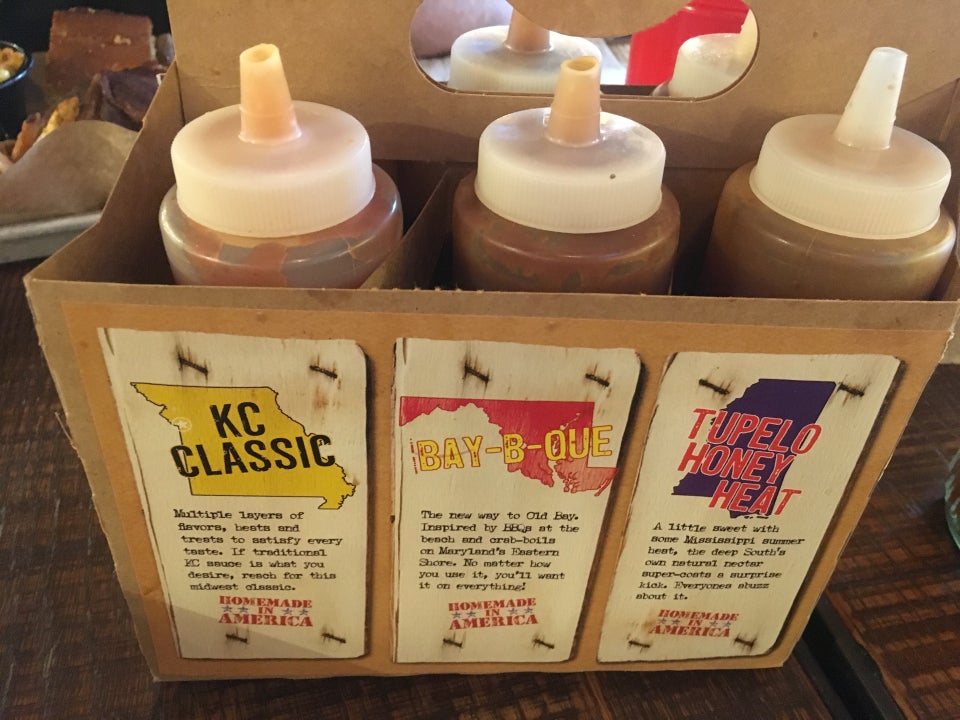 KC
CLASSIC
Multiple layers of
flavors, heats and
treats to satisfy every
taste. If traditional
KC sauce is what you
desire, reach for this
midwest classic.
HOMEMADE
IN
AMERICA
BAY-B-QUE
The new way to Old Bay.
Inspired by BBQs at the
beach and crab-boils
on Maryland's Eastern
Shore. No matter how
you use it, you'll want
it on everything!
HOMEMADE
IN
AMERICA
TUPELO
HONEY
HEAT
A little sweet with
some Mississippi summer
heat, the deep South's
own natural nectar
super-coats a surprise
kick. Everyones abuzz
about it.
HOMEMADE
IN
AMERICA